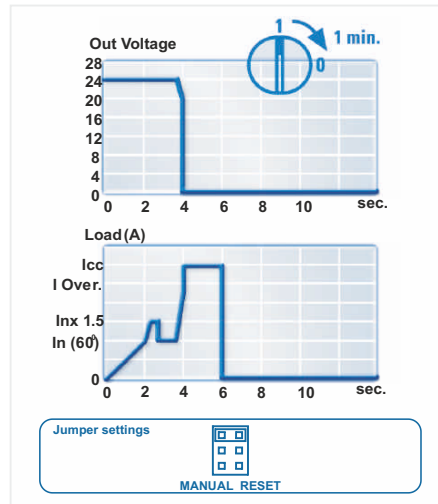 Out Voltage
1
1 min.
0
28
24
20
16
12
8
4
0
0 2 4 6 8 10 sec.
Load (A)
Icc
I Over.
Inx 1.5
In (60°)
0
0 2 4 6 8 10 sec.
Jumper settings
MANUAL RESET